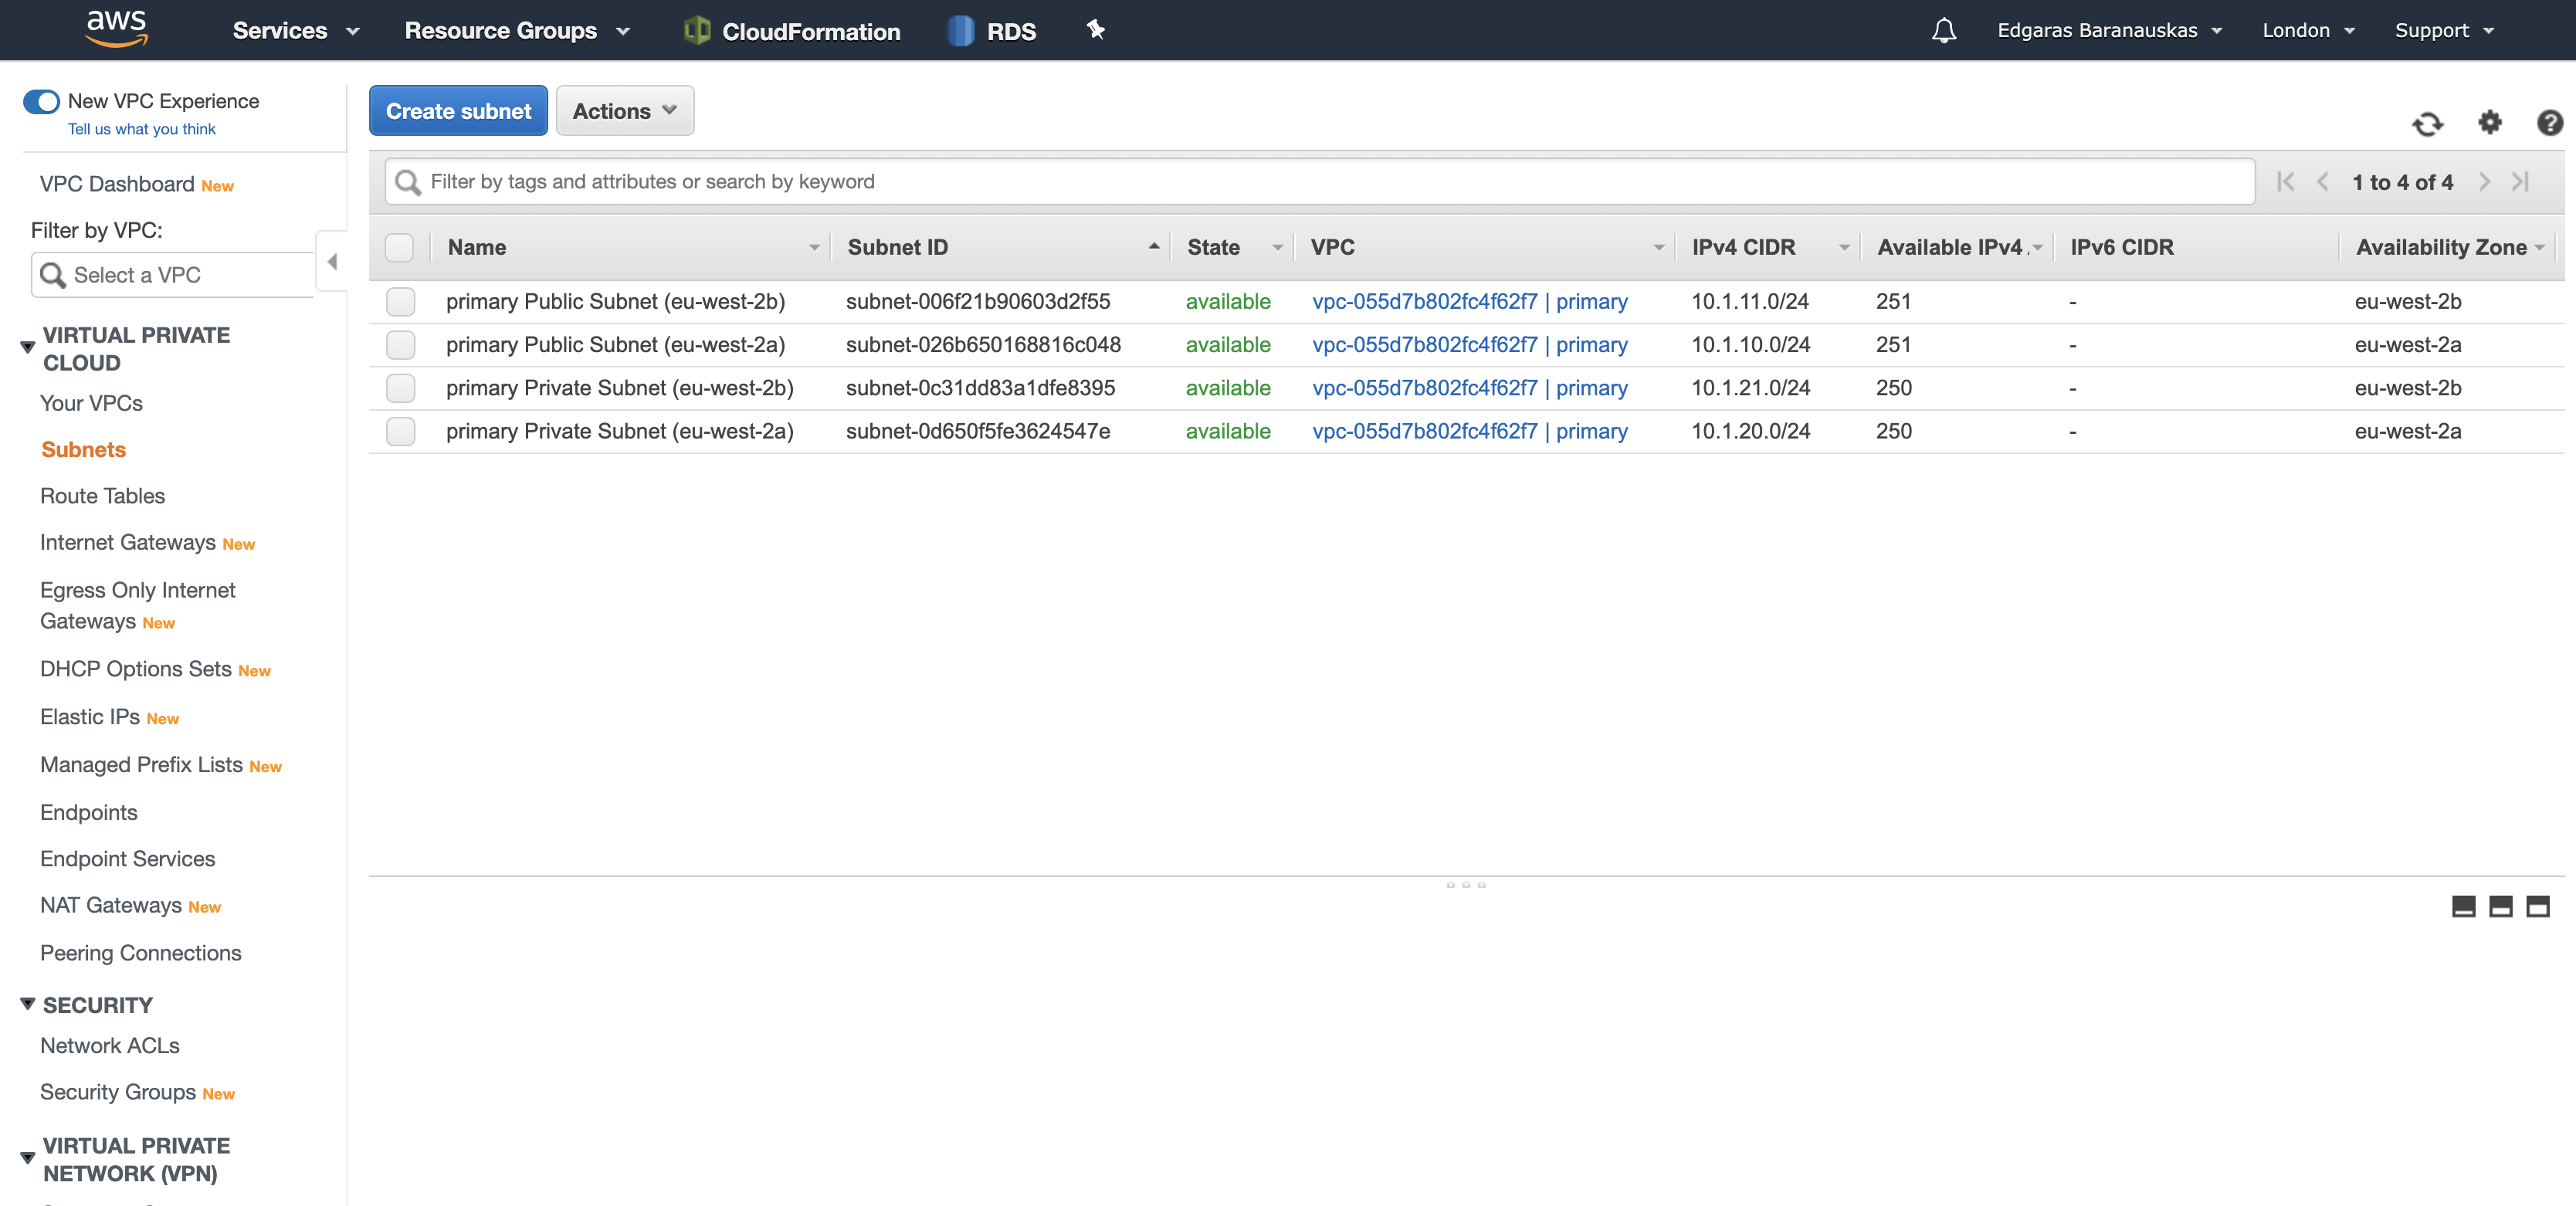 aws Services Resource Groups CloudFormation RDS Edgaras Baranauskas London Support
New VPC Experience
Tell us what you think
VPC Dashboard New
Filter by VPC:
Select a VPC
VIRTUAL PRIVATE
CLOUD
Your VPCs
Subnets
Route Tables
Internet Gateways New
Egress Only Internet
Gateways New
DHCP Options Sets New
Elastic IPs New
Managed Prefix Lists New
Endpoints
Endpoint Services
NAT Gateways New
Peering Connections
SECURITY
Network ACLs
Security Groups New
VIRTUAL PRIVATE
NETWORK (VPN)
Create subnet Actions
Filter by tags and attributes or search by keyword 1 to 4 of 4
Name Subnet ID State VPC IPv4 CIDR Available IPv4 IPv6 CIDR Availability Zone
primary Public Subnet (eu-west-2b) subnet-006f21b90603d2f55 available vpc-055d7b802fc4f62f7 | primary 10.1.11.0/24 251 - eu-west-2b
primary Public Subnet (eu-west-2a) subnet-026b650168816c048 available vpc-055d7b802fc4f62f7 | primary 10.1.10.0/24 251 - eu-west-2a
primary Private Subnet (eu-west-2b) subnet-0c31dd83a1dfe8395 available vpc-055d7b802fc4f62f7 | primary 10.1.21.0/24 250 - eu-west-2b
primary Private Subnet (eu-west-2a) subnet-0d650f5fe3624547e available vpc-055d7b802fc4f62f7 | primary 10.1.20.0/24 250 - eu-west-2a